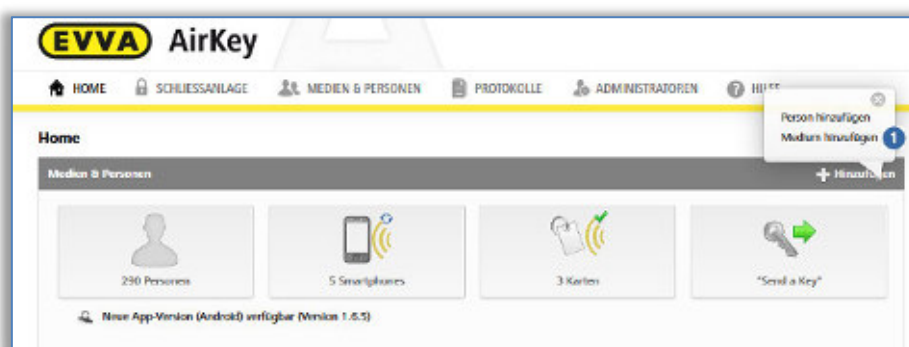 EVVA AirKey
HOME SCHLIESSANLAGE MEDIEN & PERSONEN PROTOKOLLE ADMINISTRATOREN
Person hinzufügen
Medium hinzufügen 1
Home
Medien & Personen Hinzufügen
290 Personen 5 Smartphones 3 Karten "Send a Key"
Neue App-Version (Android) verfügbar (Version 1.6.5)